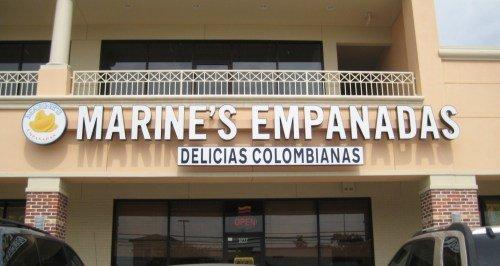 MARINE'S EMPANADAS
DELICIAS COLOMBIANAS
OPEN